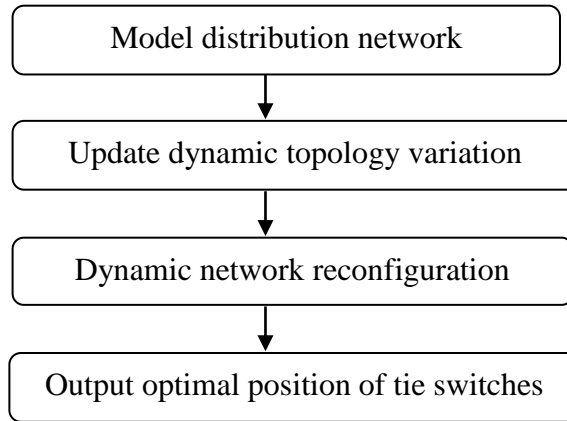 Model distribution network
Update dynamic topology variation
Dynamic network reconfiguration
Output optimal position of tie switches